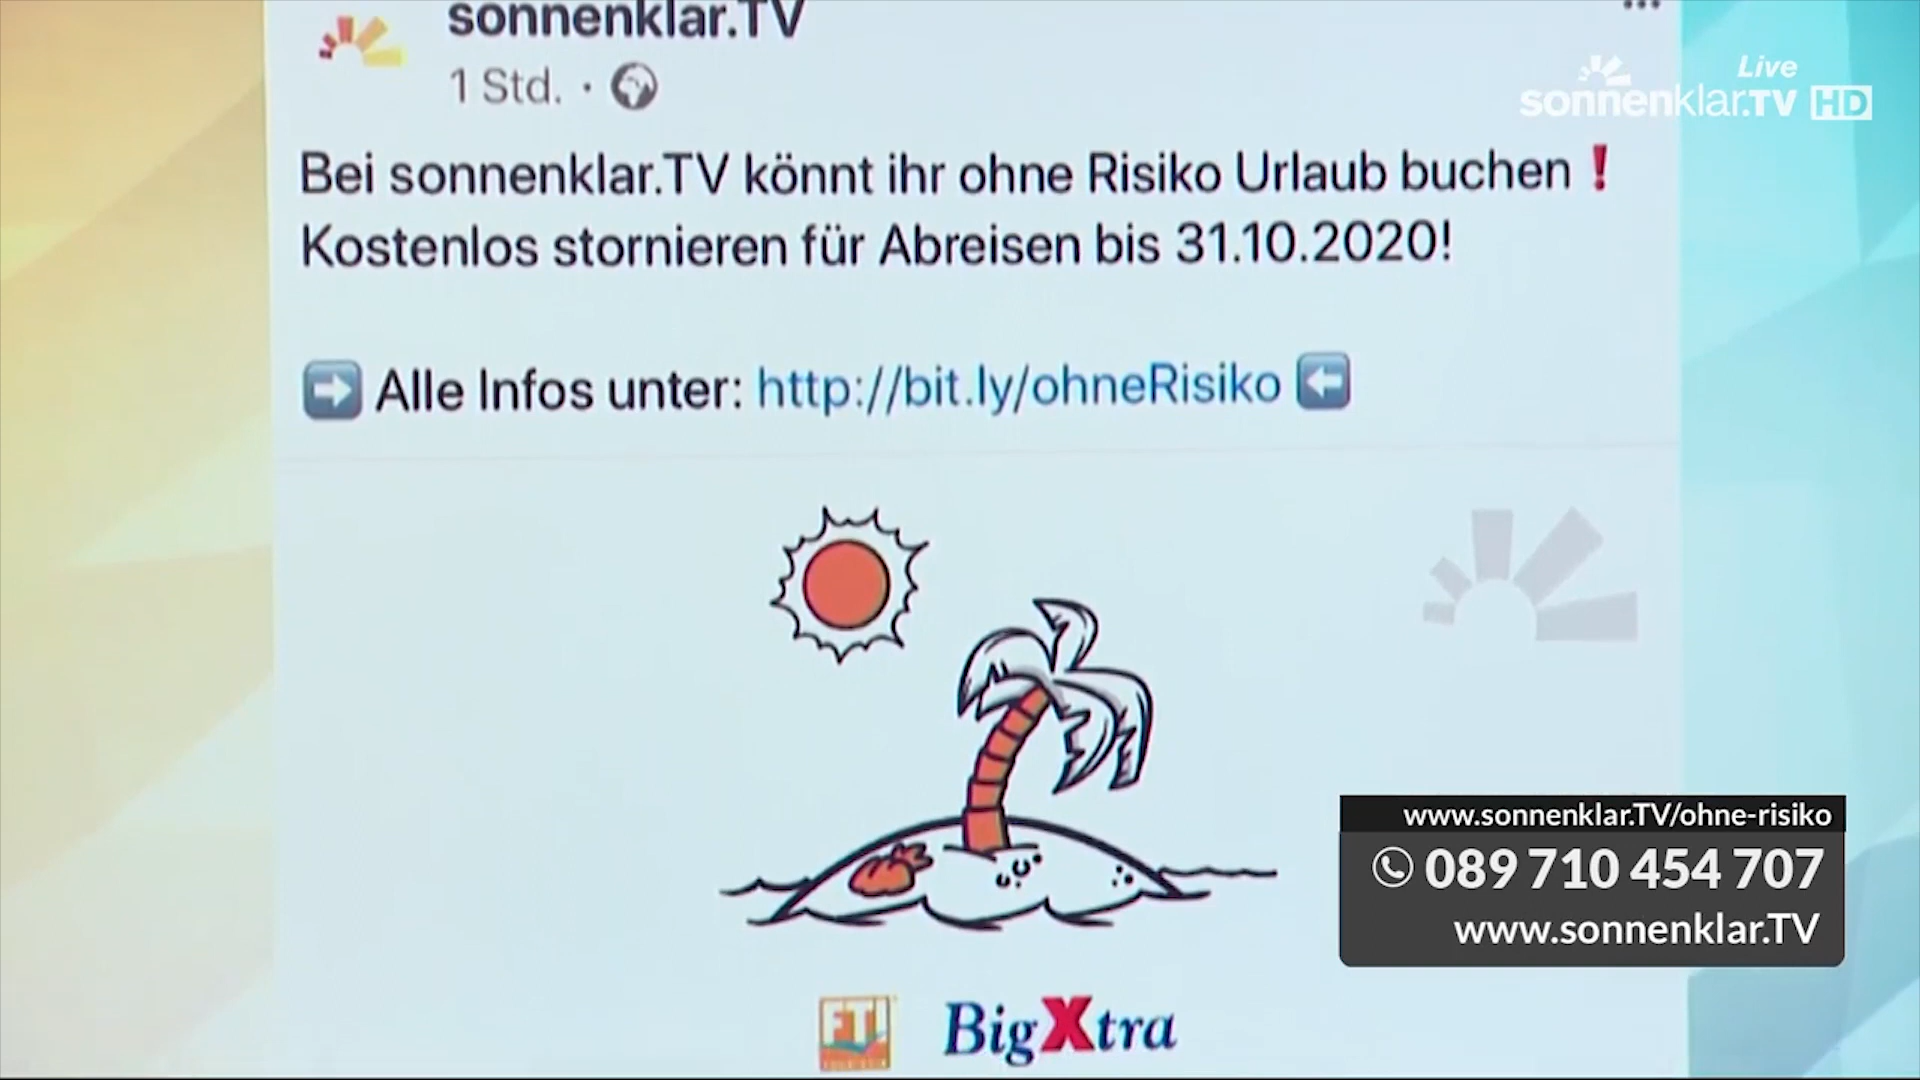 sonnenklar.TV
1 Std. ·
Live
sonnenklar.TV HD
Bei sonnenklar.TV könnt ihr ohne Risiko Urlaub buchen❗
Kostenlos stornieren für Abreisen bis 31.10.2020!
➡️ Alle Infos unter: http://bit.ly/ohneRisiko ⬅️
www.sonnenklar.TV/ohne-risiko
089 710 454 707
www.sonnenklar.TV
FTI
BigXtra